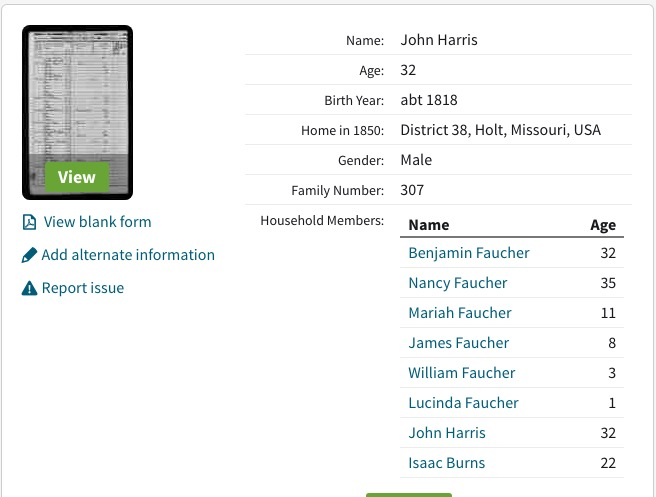 Name: John Harris
Age: 32
Birth Year: abt 1818
Home in 1850: District 38, Holt, Missouri, USA
Gender: Male
Family Number: 307
Household Members:
Name Age
Benjamin Faucher 32
Nancy Faucher 35
Mariah Faucher 11
James Faucher 8
William Faucher 3
Lucinda Faucher 1
John Harris 32
Isaac Burns 22
View
View blank form
Add alternate information
Report issue